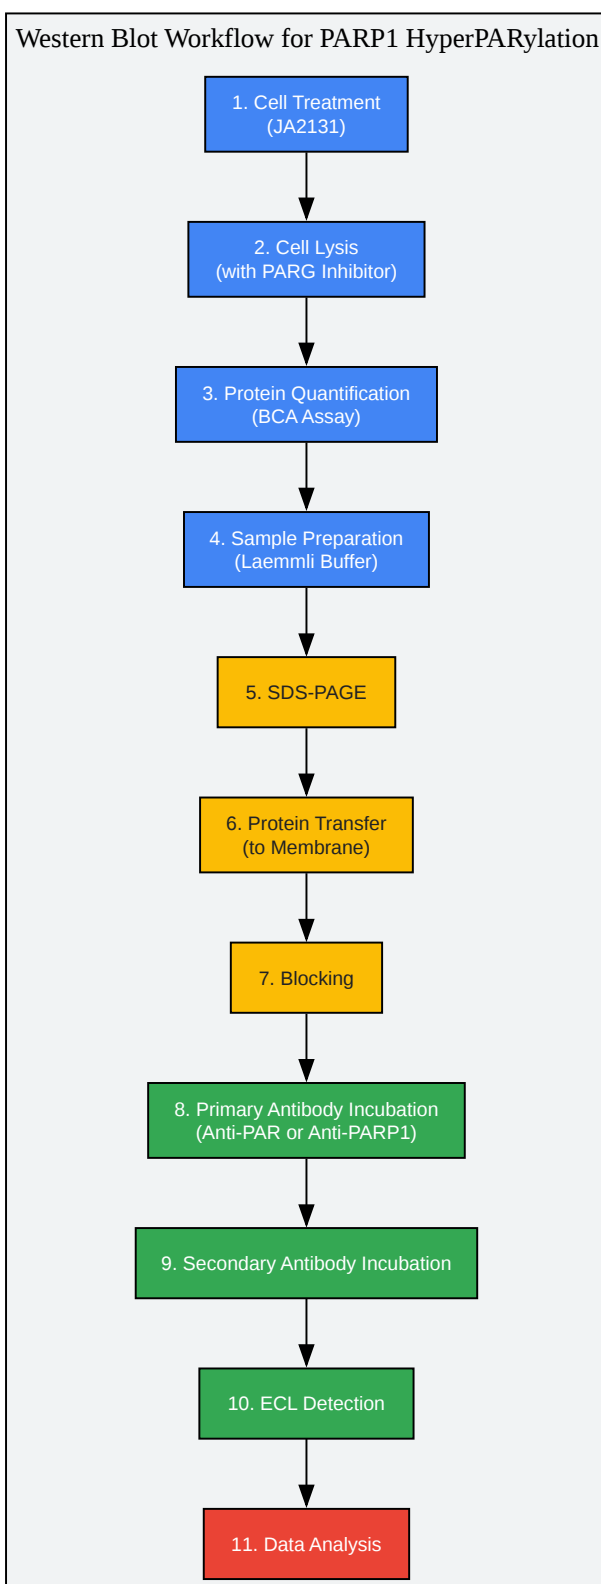 Western Blot Workflow for PARP1 HyperPARylation
1. Cell Treatment
(JA2131)
2. Cell Lysis
(with PARG Inhibitor)
3. Protein Quantification
(BCA Assay)
4. Sample Preparation
(Laemmli Buffer)
5. SDS-PAGE
6. Protein Transfer
(to Membrane)
7. Blocking
8. Primary Antibody Incubation
(Anti-PAR or Anti-PARP1)
9. Secondary Antibody Incubation
10. ECL Detection
11. Data Analysis